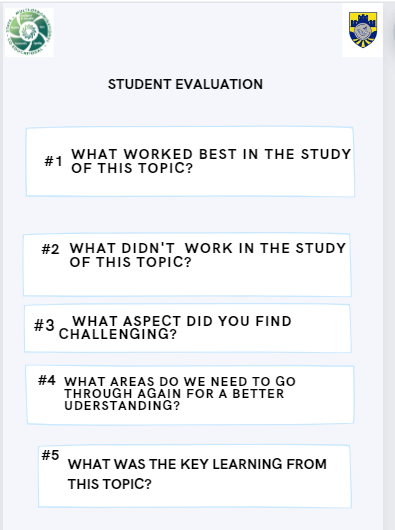 STUDENT EVALUATION
#1 WHAT WORKED BEST IN THE STUDY
OF THIS TOPIC?
#2 WHAT DIDN'T WORK IN THE STUDY
OF THIS TOPIC?
#3 WHAT ASPECT DID YOU FIND
CHALLENGING?
#4 WHAT AREAS DO WE NEED TO GO
THROUGH AGAIN FOR A BETTER
UDERSTANDING?
#5 WHAT WAS THE KEY LEARNING FROM
THIS TOPIC?